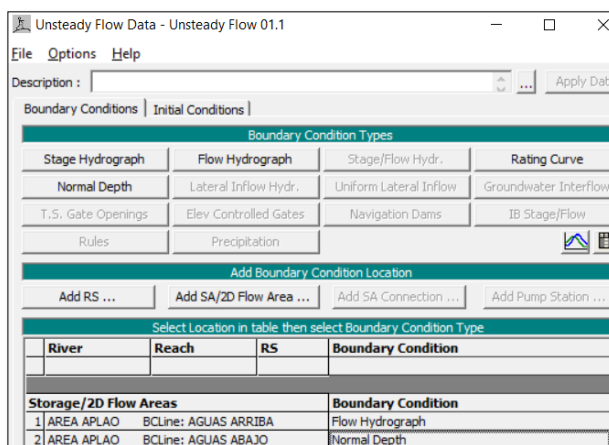 Unsteady Flow Data - Unsteady Flow 01.1
File Options Help
Description : ... Apply Dat
Boundary Conditions Initial Conditions
Boundary Condition Types
Stage Hydrograph Flow Hydrograph Stage/Flow Hydr. Rating Curve
Normal Depth Lateral Inflow Hydr. Uniform Lateral Inflow Groundwater Interflow
T.S. Gate Openings Elev Controlled Gates Navigation Dams IB Stage/Flow
Rules Precipitation
Add Boundary Condition Location
Add RS ... Add SA/2D Flow Area ... Add SA Connection ... Add Pump Station ...
Select Location in table then select Boundary Condition Type
River Reach RS Boundary Condition
Storage/2D Flow Areas Boundary Condition
1 AREA APLAO BCLine: AGUAS ARRIBA Flow Hydrograph
2 AREA APLAO BCLine: AGUAS ABAJO Normal Depth